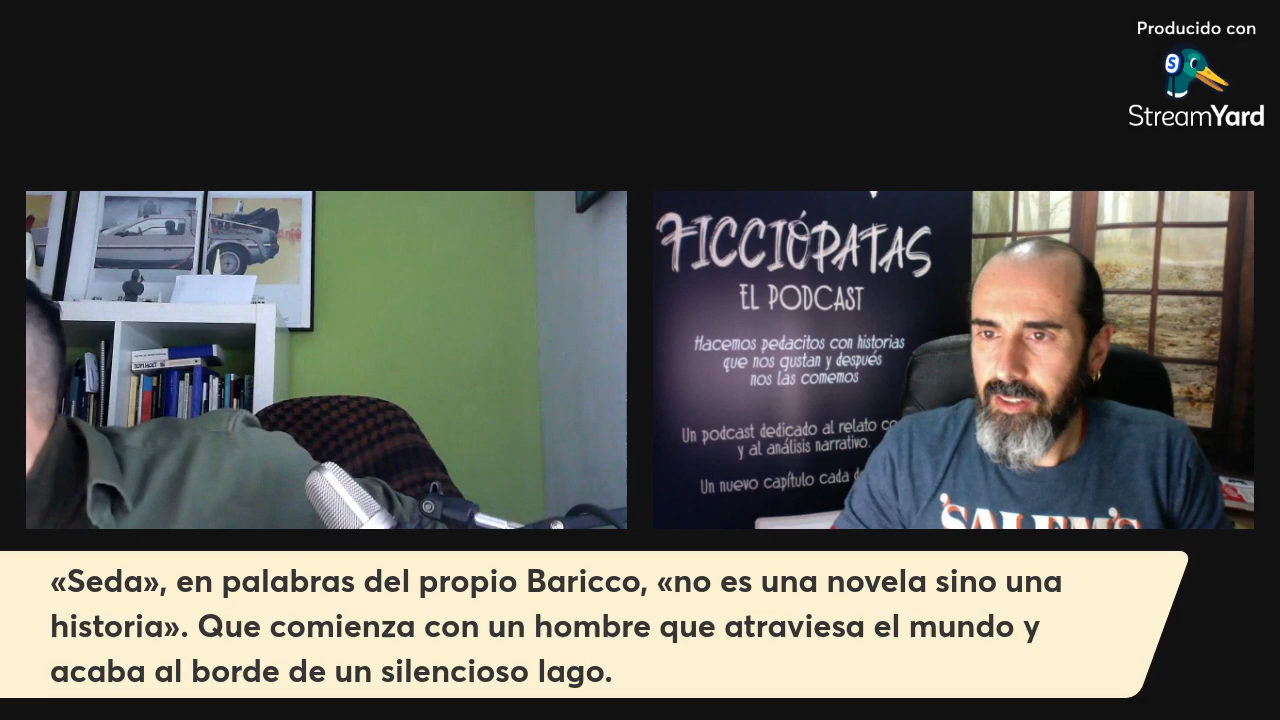 Producido con
S
StreamYard
FICCIÓPATAS
EL PODCAST
Hacemos pedacitos con historias
que nos gustan y después
nos las comemos
Un podcast dedicado al relato
y al análisis narrativo.
Un nuevo capítulo cada
TOM HOLT
SALEM'S
«Seda», en palabras del propio Baricco, «no es una novela sino una
historia». Que comienza con un hombre que atraviesa el mundo y
acaba al borde de un silencioso lago.